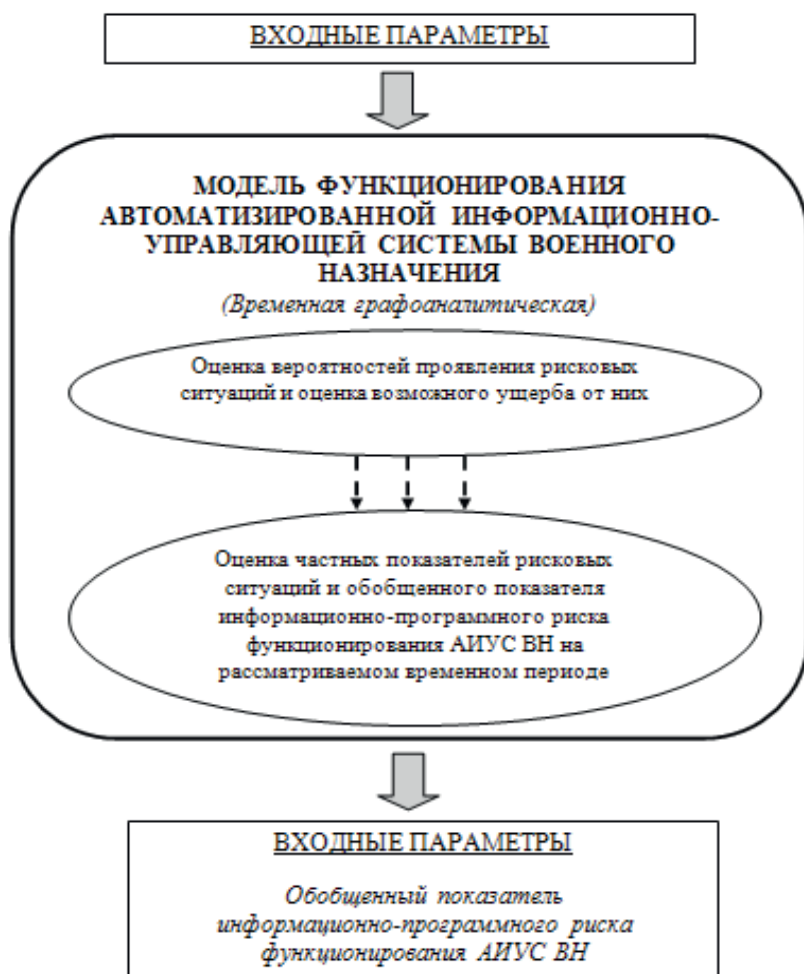 ВХОДНЫЕ ПАРАМЕТРЫ
МОДЕЛЬ ФУНКЦИОНИРОВАНИЯ
АВТОМАТИЗИРОВАННОЙ ИНФОРМАЦИОННО-
УПРАВЛЯЮЩЕЙ СИСТЕМЫ ВОЕННОГО
НАЗНАЧЕНИЯ
(Временная графоаналитическая)
Оценка вероятностей проявления рисковых
ситуаций и оценка возможного ущерба от них
Оценка частных показателей рисковых
ситуаций и обобщенного показателя
информационно-программного риска
функционирования АИУС ВН на
рассматриваемом временном периоде
ВХОДНЫЕ ПАРАМЕТРЫ
Обобщенный показатель
информационно-программного риска
функционирования АИУС ВН